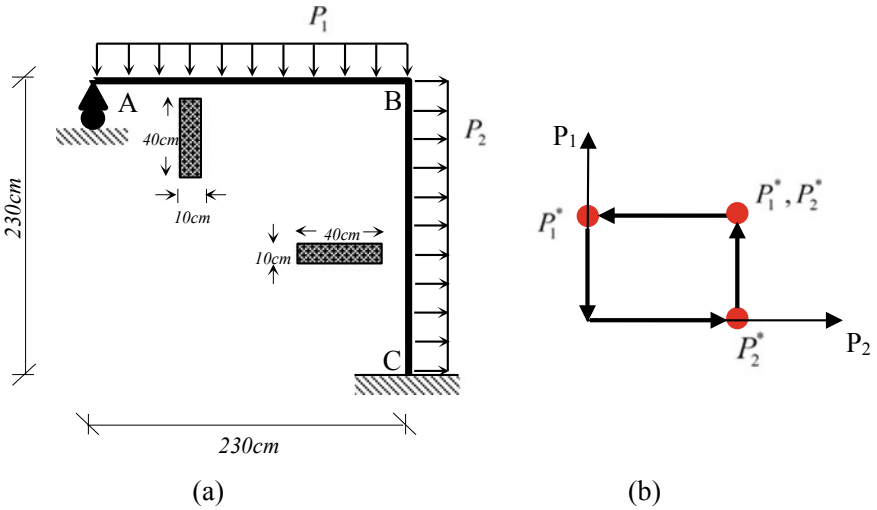 P₁
A
B
P₂
40cm
10cm
40cm
10cm
230cm
C
230cm
(a)
P₁
P₁*
P₁*, P₂*
P₂*
P₂
(b)